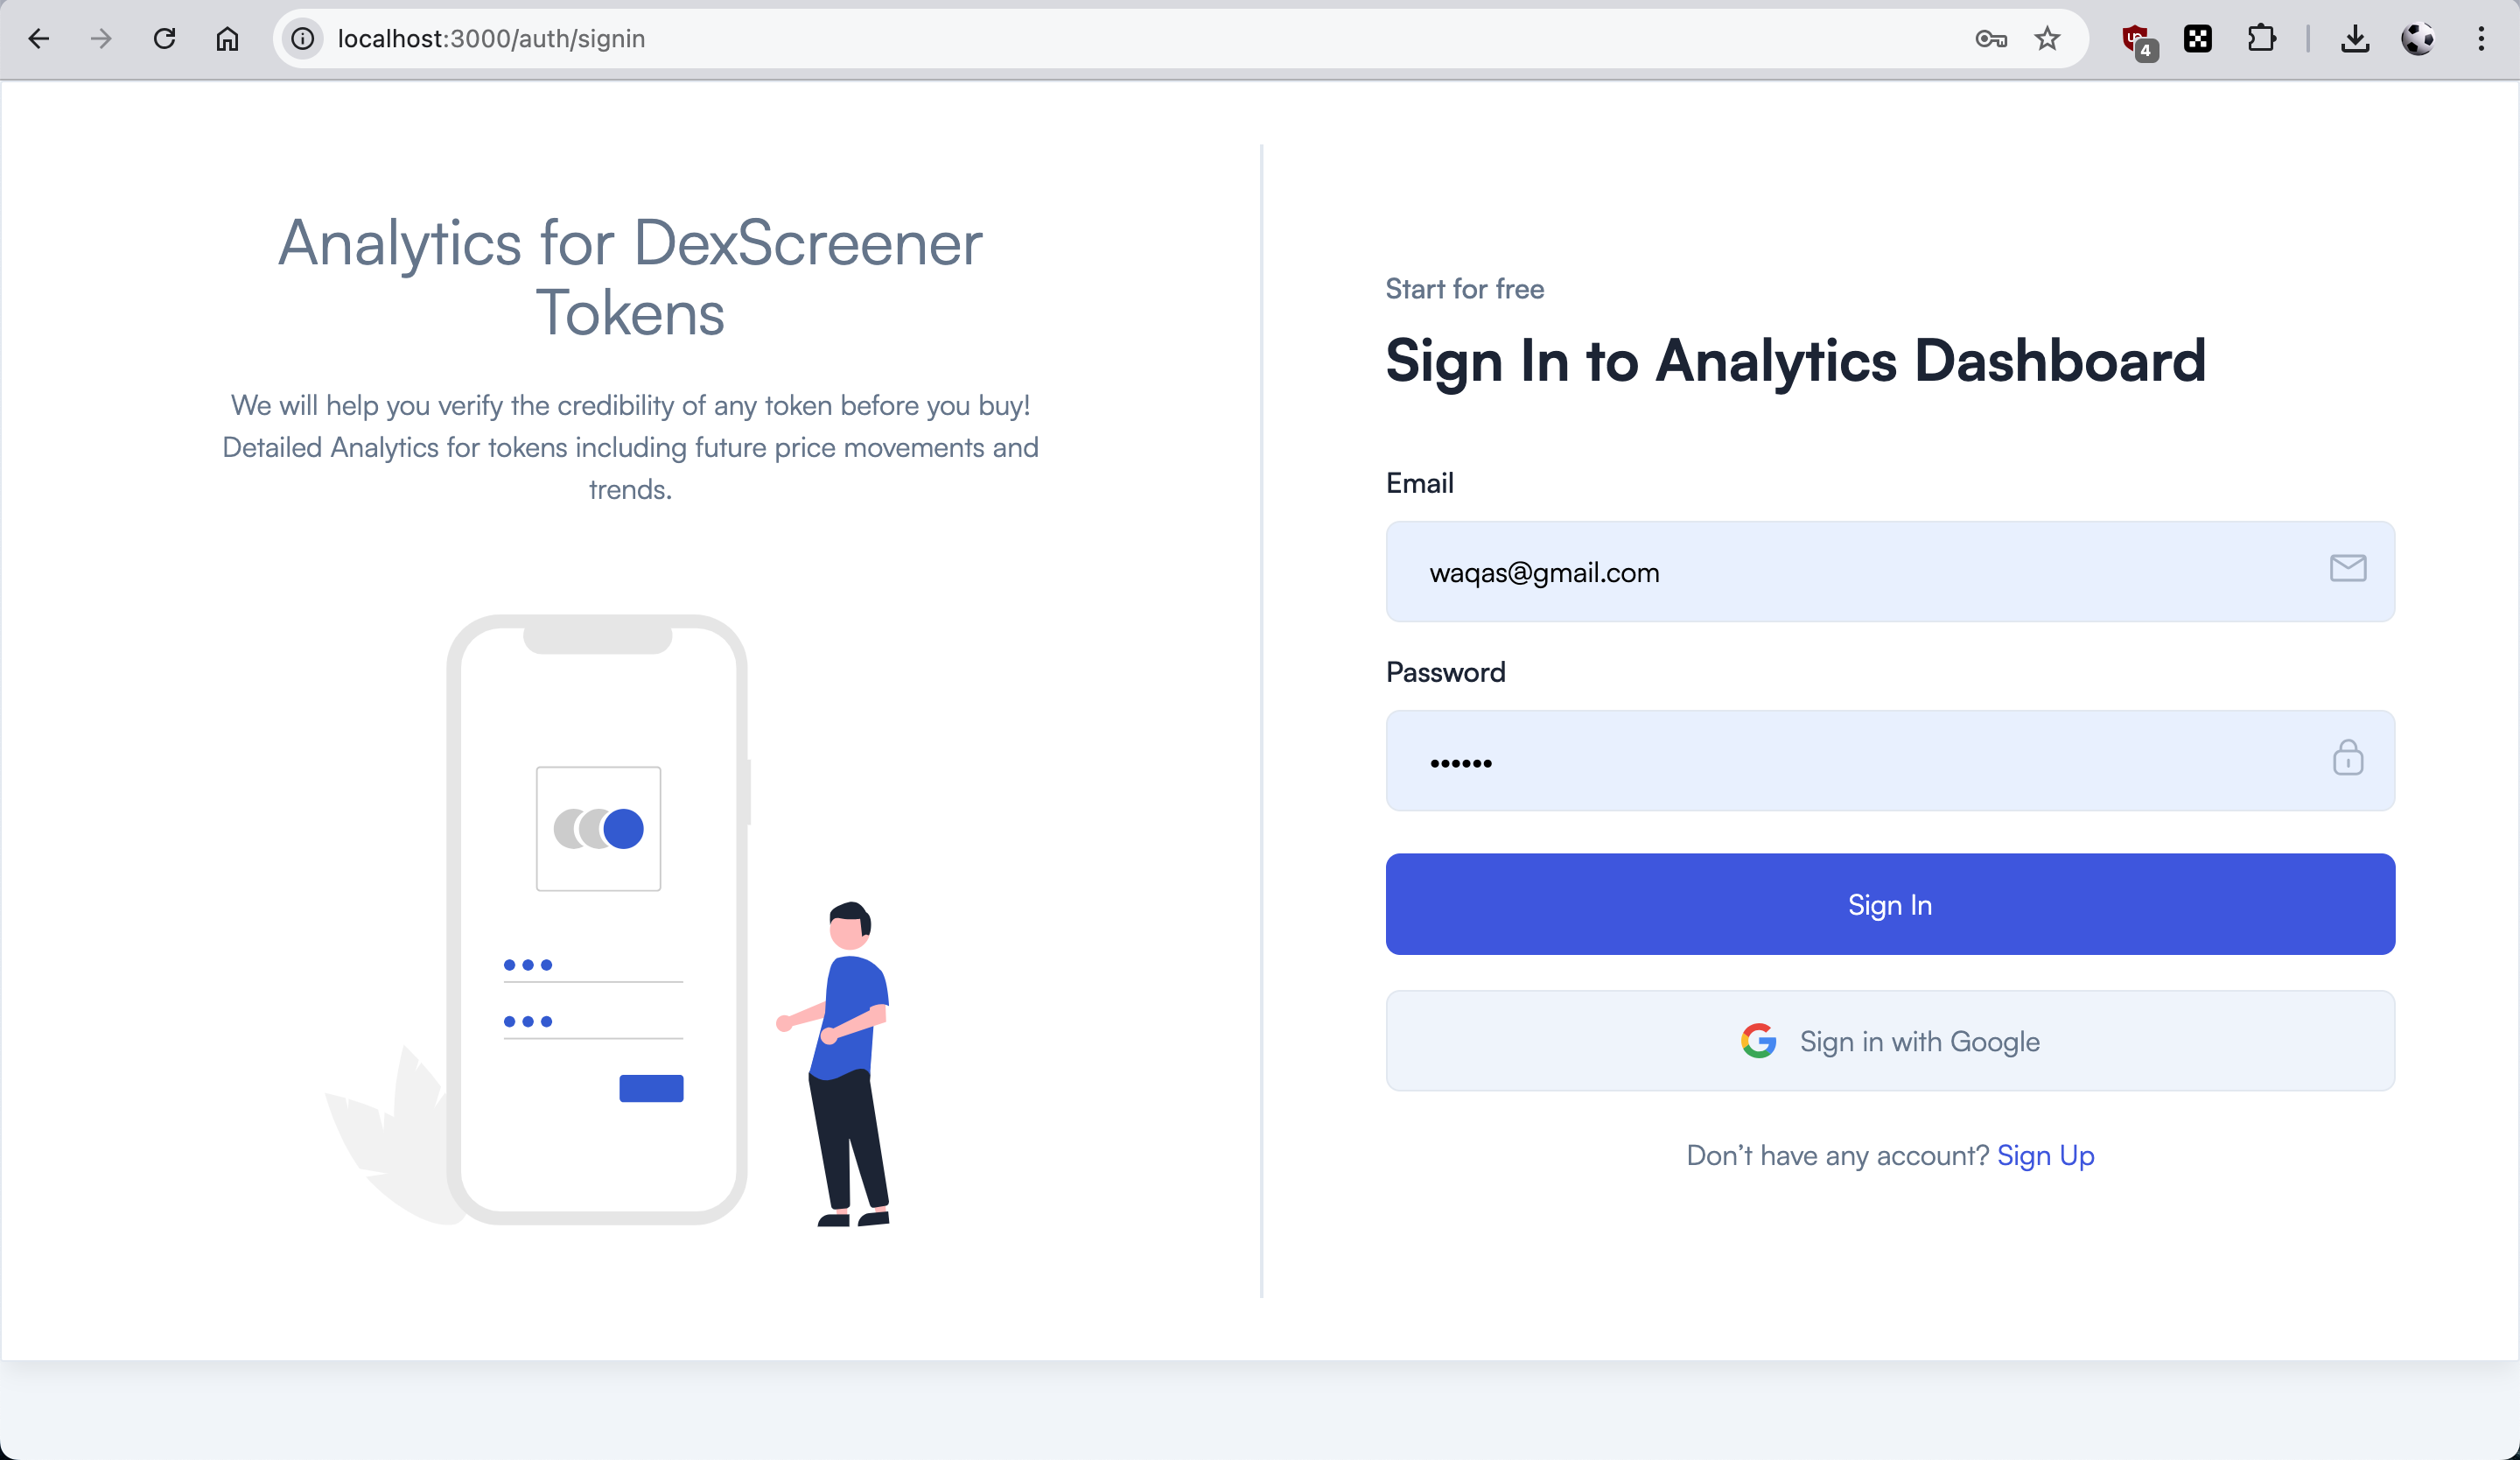 localhost:3000/auth/signin
4
Analytics for DexScreener
Tokens
We will help you verify the credibility of any token before you buy!
Detailed Analytics for tokens including future price movements and
trends.
Start for free
Sign In to Analytics Dashboard
Email
waqas@gmail.com
Password
••••••
Sign In
Sign in with Google
Don’t have any account? Sign Up